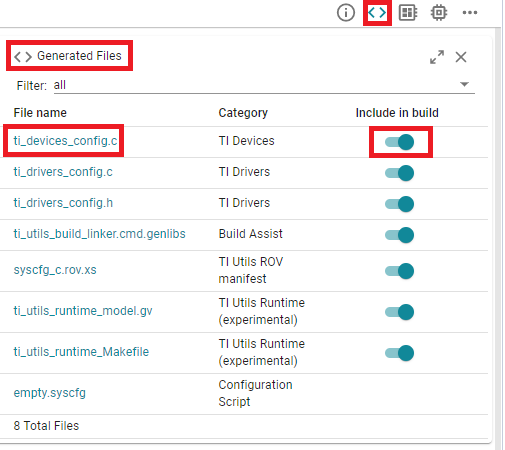 Generated Files
Filter: all
File name Category Include in build
ti_devices_config.c TI Devices
ti_drivers_config.c TI Drivers
ti_drivers_config.h TI Drivers
ti_utils_build_linker.cmd.genlibs Build Assist
syscfg_c.rov.xs TI Utils ROV
manifest
ti_utils_runtime_model.gv TI Utils Runtime
(experimental)
ti_utils_runtime_Makefile TI Utils Runtime
(experimental)
empty.syscfg Configuration
Script
8 Total Files